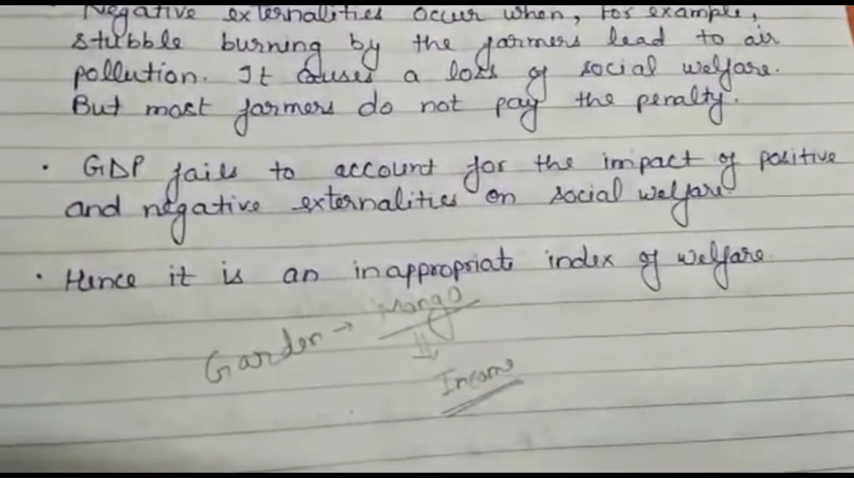 • Negative externalities occur when, for example,
stubble burning by the farmers lead to air
pollution. It causes a loss of social welfare.
But most farmers do not pay the penalty.
• GDP fails to account for the impact of positive
and negative externalities on social welfare.
• Hence it is an inappropriate index of welfare.
Garden → Mango
⇓
Income